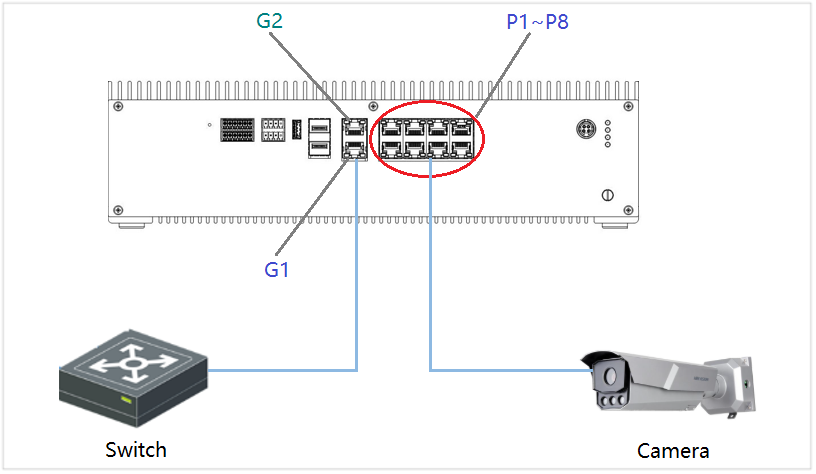 G2
P1~P8
G1
Switch
Camera